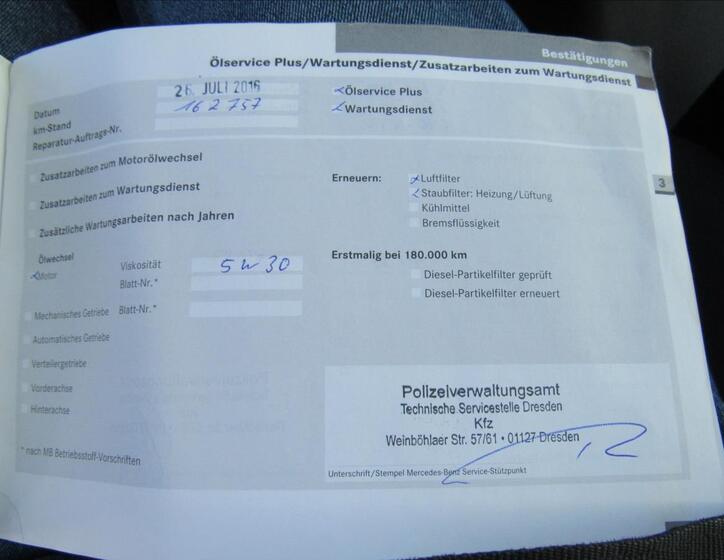 Bestätigungen
Ölservice Plus/Wartungsdienst/Zusatzarbeiten zum Wartungsdienst
Datum 26. JULI 2016
km-Stand 162757
Reparatur-Auftrags-Nr.
Ölservice Plus
Wartungsdienst
Zusatzarbeiten zum Motorölwechsel
Zusatzarbeiten zum Wartungsdienst
Zusätzliche Wartungsarbeiten nach Jahren
Erneuern: Luftfilter
Staubfilter: Heizung/Lüftung
Kühlmittel
Bremsflüssigkeit
3
Ölwechsel
Motor Viskosität 5w30
Blatt-Nr.*
Mechanisches Getriebe Blatt-Nr.*
Automatisches Getriebe
Verteilergetriebe
Vorderachse
Hinterachse
Erstmalig bei 180.000 km
Diesel-Partikelfilter geprüft
Diesel-Partikelfilter erneuert
Polizeiverwaltungsamt
Technische Servicestelle Dresden
Kfz
Weinböhlaer Str. 57/61 • 01127 Dresden
Unterschrift/Stempel Mercedes-Benz Service-Stützpunkt
* nach MB Betriebsstoff-Vorschriften